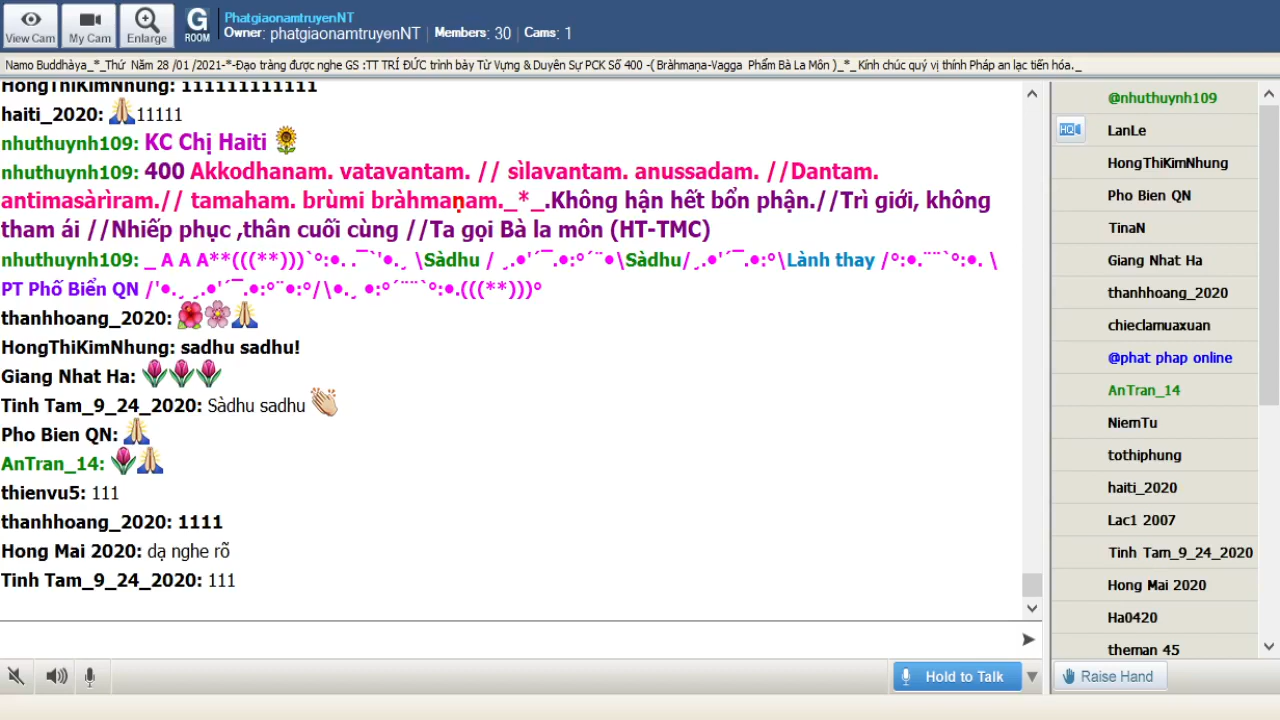 View Cam
My Cam
Enlarge
G
ROOM
PhatgiaonamtruyenNT
Owner: phatgiaonamtruyenNT | Members: 30 | Cams: 1
Namo Buddhàya_*_Thứ Năm 28 /01 /2021-*-Đạo tràng được nghe GS :TT TRÍ ĐỨC trình bày Từ Vựng & Duyên Sự PCK Số 400 -( Bràhmaṇa-Vagga Phẩm Bà La Môn )_*_ Kính chúc quý vị thính Pháp an lạc tiến hóa._
HongThiKimNhung: 111111111111
haiti_2020: 🙏11111
nhuthuynh109: KC Chị Haiti 🌻
nhuthuynh109: 400 Akkodhanam. vatavantam. // sìlavantam. anussadam. //Dantam.
antimasàrìram.// tamaham. brùmi bràhmaṇam._*_.Không hận hết bổn phận.//Trì giới, không
tham ái //Nhiếp phục ,thân cuối cùng //Ta gọi Bà la môn (HT-TMC)
nhuthuynh109: _ A A A**(((**)))`°:•. .¯`'•.¸ \Sàdhu / ¸.•'´¯.•:°´¨•\Sàdhu/¸.•'´¯.•:°\Lành thay /°:•.¨¨`°:•. \
PT Phố Biển QN /'•.¸ ¸.•'´¯.•:°¨•:°/\•.¸ •:°´¨¨`°:•.(((**)))°
thanhhoang_2020: 🌺🌸🙏
HongThiKimNhung: sadhu sadhu!
Giang Nhat Ha: 🌷🌷🌷
Tinh Tam_9_24_2020: Sàdhu sadhu 👏
Pho Bien QN: 🙏
AnTran_14: 🌷🙏
thienvu5: 111
thanhhoang_2020: 1111
Hong Mai 2020: dạ nghe rõ
Tinh Tam_9_24_2020: 111
@nhuthuynh109
HQ
LanLe
HongThiKimNhung
Pho Bien QN
TinaN
Giang Nhat Ha
thanhhoang_2020
chieclamuaxuan
@phat phap online
AnTran_14
NiemTu
tothiphung
haiti_2020
Lac1 2007
Tinh Tam_9_24_2020
Hong Mai 2020
Ha0420
theman 45
Hold to Talk
Raise Hand